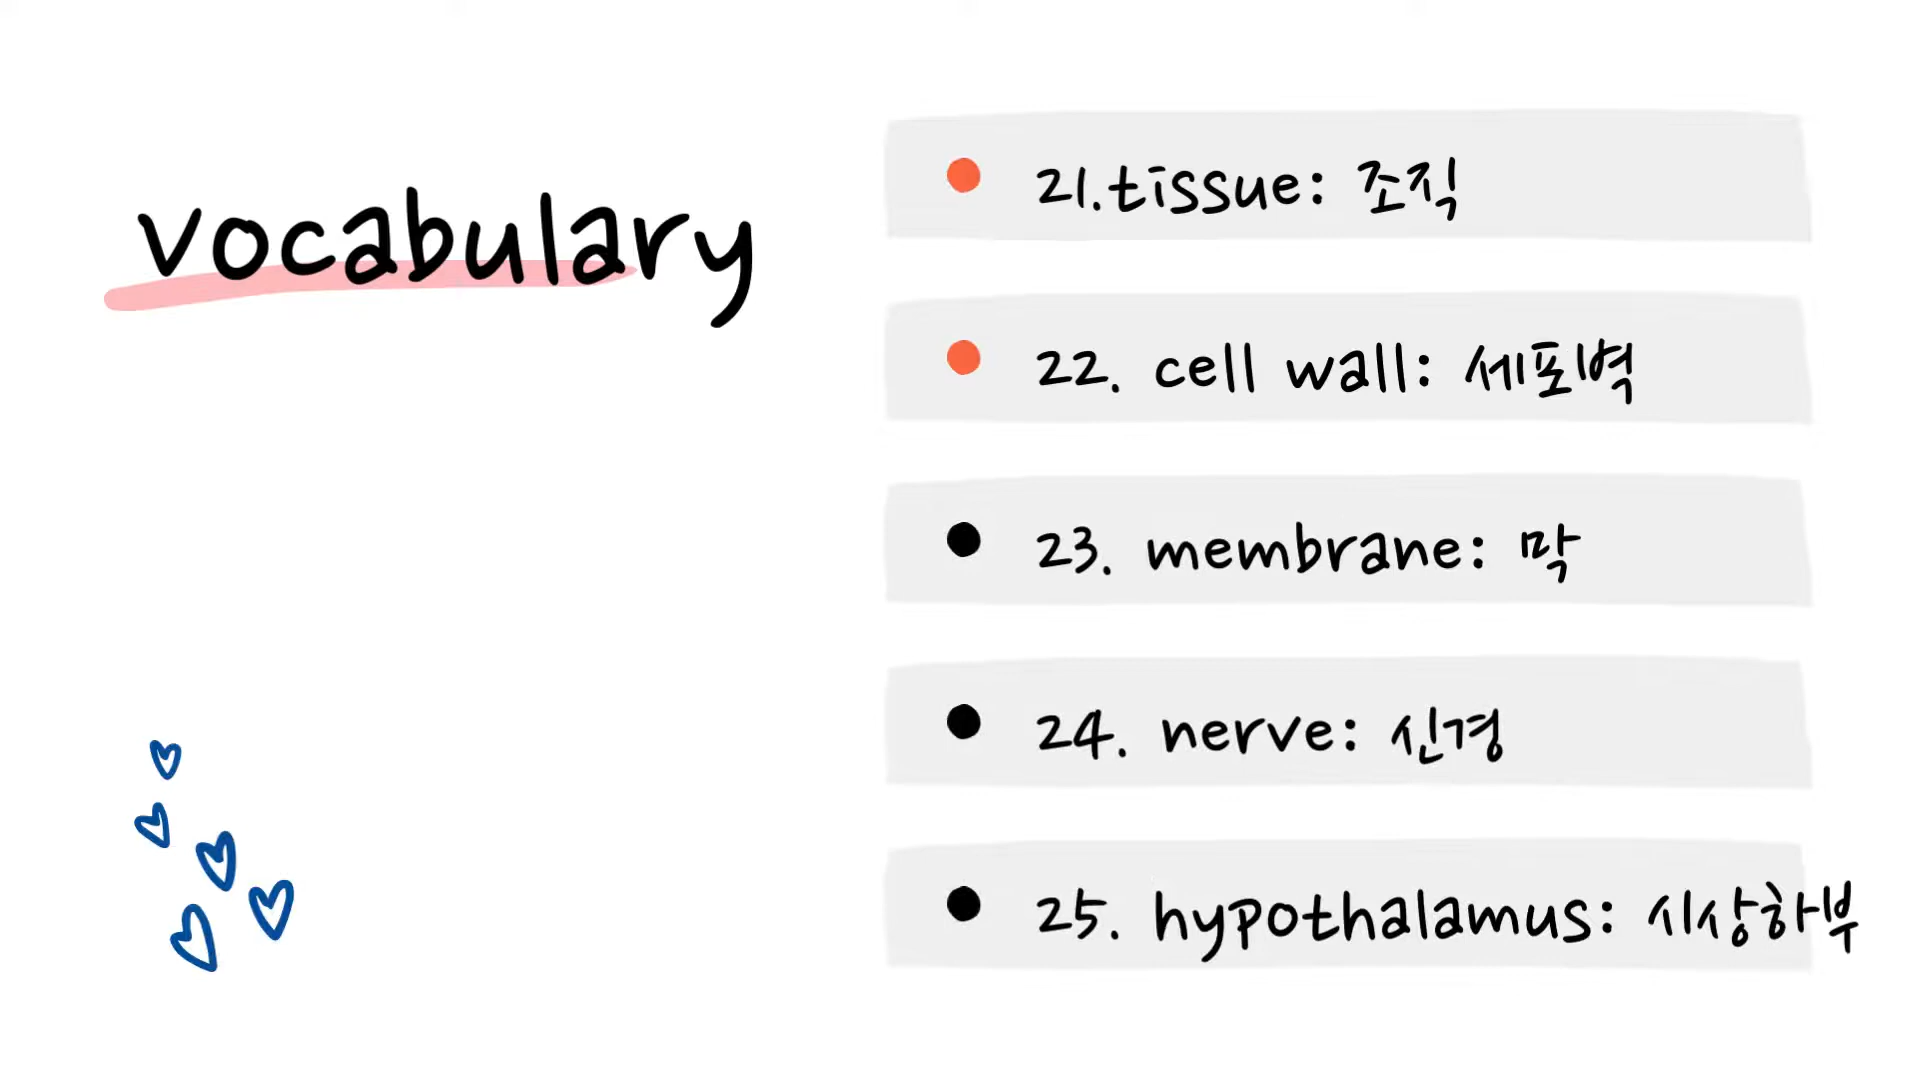 vocabulary
21.tissue: 조직
22. cell wall: 세포벽
23. membrane: 막
24. nerve: 신경
25. hypothalamus: 시상하부